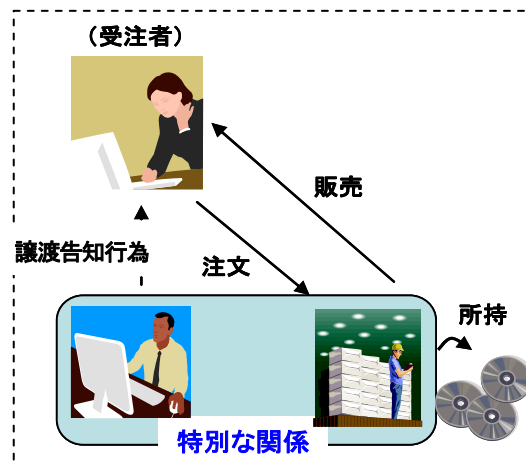 （受注者）
販売
譲渡告知行為
注文
所持
特別な関係